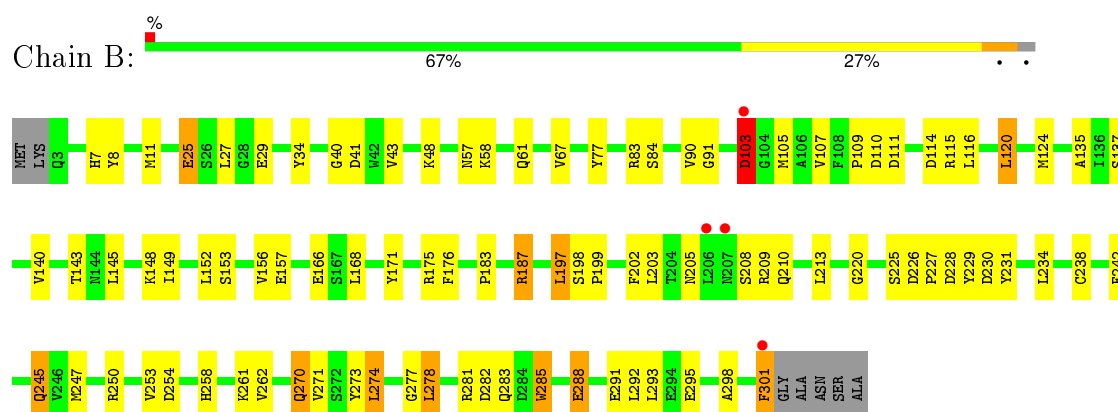 %
Chain B:
67% 27% • •
MET LYS Q3 H7 Y8 M11 E25 S26 L27 G28 E29 Y34 G40 D41 W42 V43 K48 N57 K58 Q61 V67 Y77 R83 S84 V90 G91 D103 G104 M105 A106 V107 F108 P109 D110 D111 D114 R115 L116 L120 M124 A135 I136 S137
V140 T143 N144 L145 K148 I149 L152 S153 V156 E157 E166 S167 L168 Y171 R175 F176 P183 R187 L197 S198 P199 F202 L203 T204 N205 L206 N207 S208 R209 Q210 L213 G220 S225 D226 P227 D228 Y229 D230 Y231 L234 C238
Q245 V246 M247 R250 V253 D254 H258 K261 V262 Q270 V271 S272 Y273 L274 G277 L278 R281 D282 Q283 D284 W285 E288 E291 L292 L293 E294 E295 A298 F301 GLY ALA ASN SER ALA